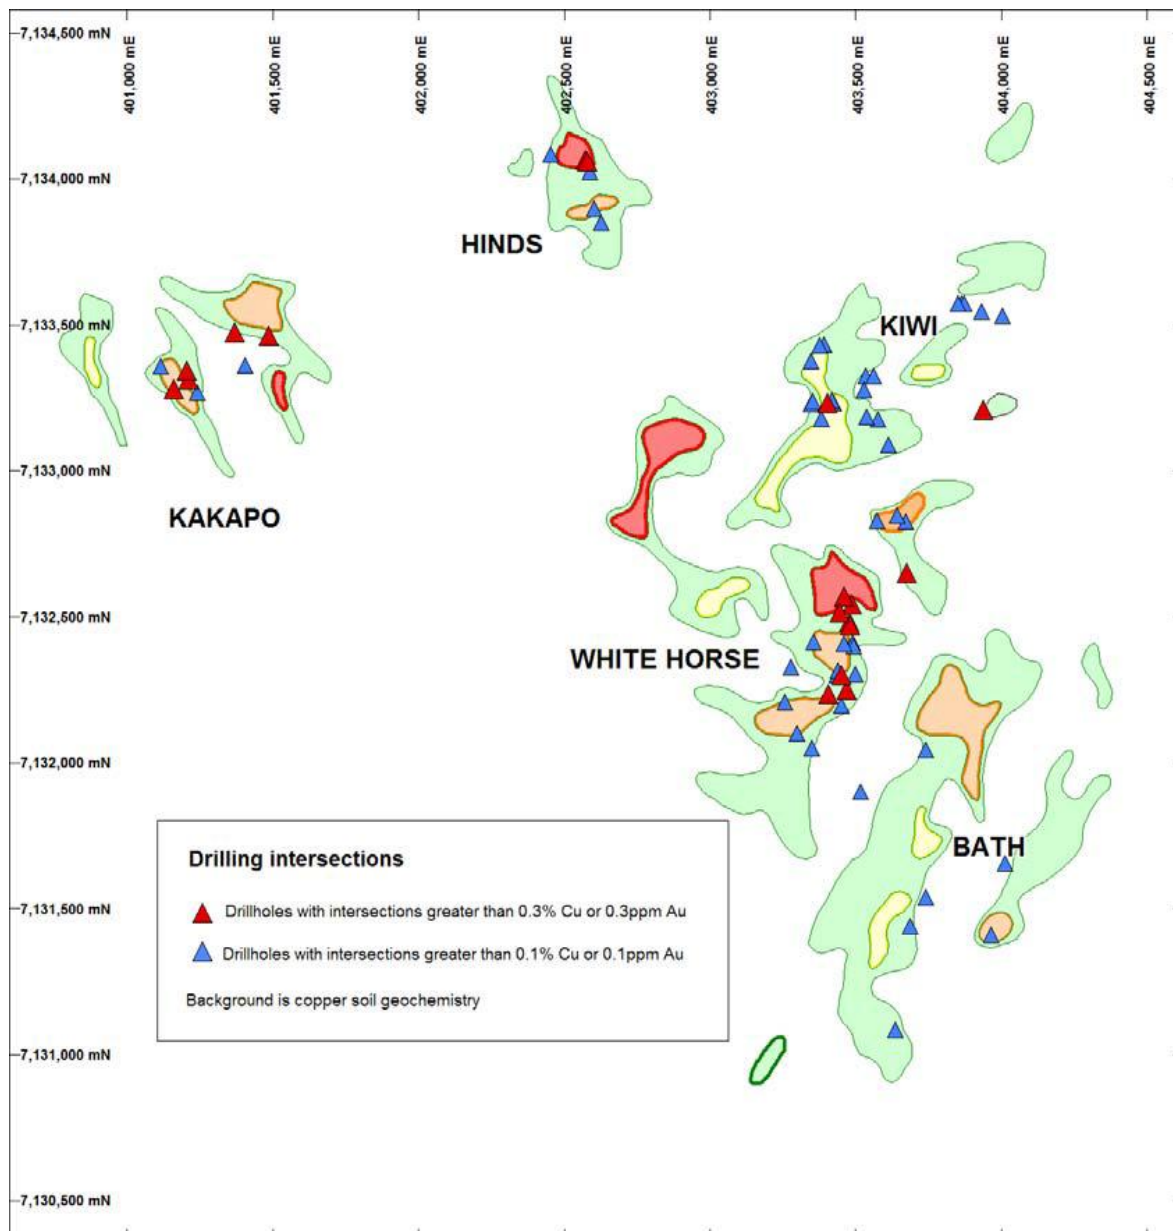 7,134,500 mN
401,000 mE
401,500 mE
402,000 mE
402,500 mE
403,000 mE
403,500 mE
404,000 mE
404,500 mE
7,134,000 mN
HINDS
7,133,500 mN
KIWI
7,133,000 mN
KAKAPO
7,132,500 mN
WHITE HORSE
7,132,000 mN
BATH
Drilling intersections
Drillholes with intersections greater than 0.3% Cu or 0.3ppm Au
7,131,500 mN
Drillholes with intersections greater than 0.1% Cu or 0.1ppm Au
Background is copper soil geochemistry
7,131,000 mN
7,130,500 mN